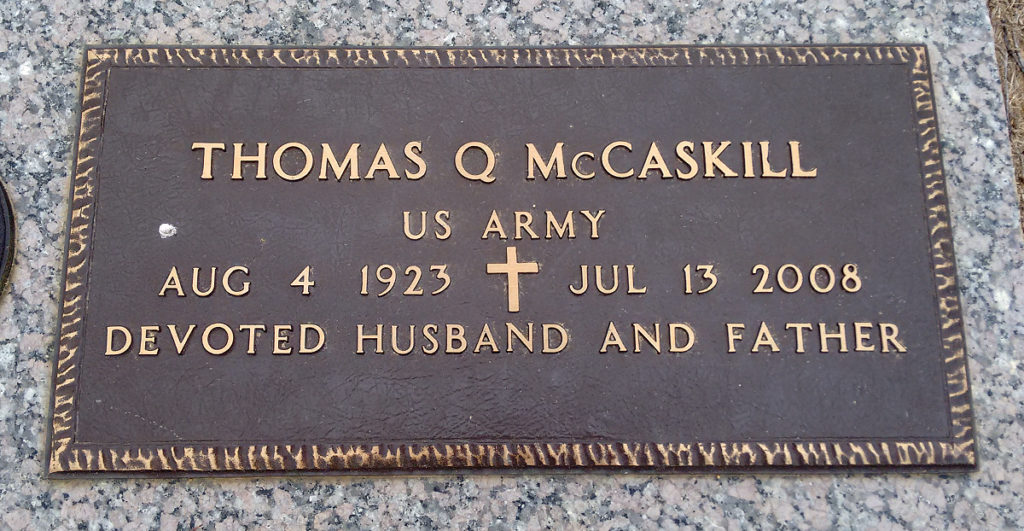 THOMAS Q McCASKILL
US ARMY
AUG 4 1923 JUL 13 2008
DEVOTED HUSBAND AND FATHER